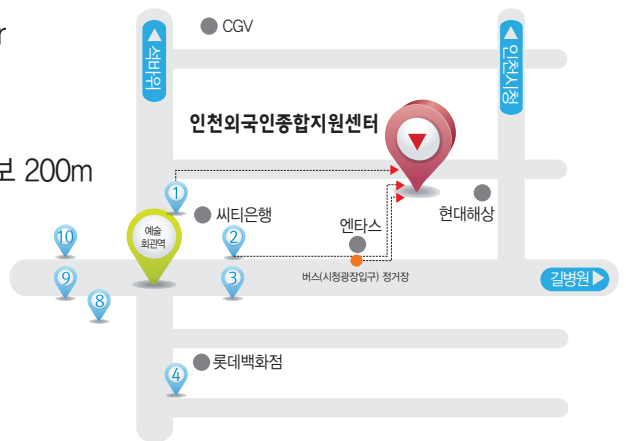 r
CGV
◀석바위
◀인천시청
인천외국인종합지원센터
보 200m
1
씨티은행
현대해상
엔타스
예술
회관역
10
2
버스(시청광장입구) 정거장
9
3
길병원▶
8
롯데백화점
4